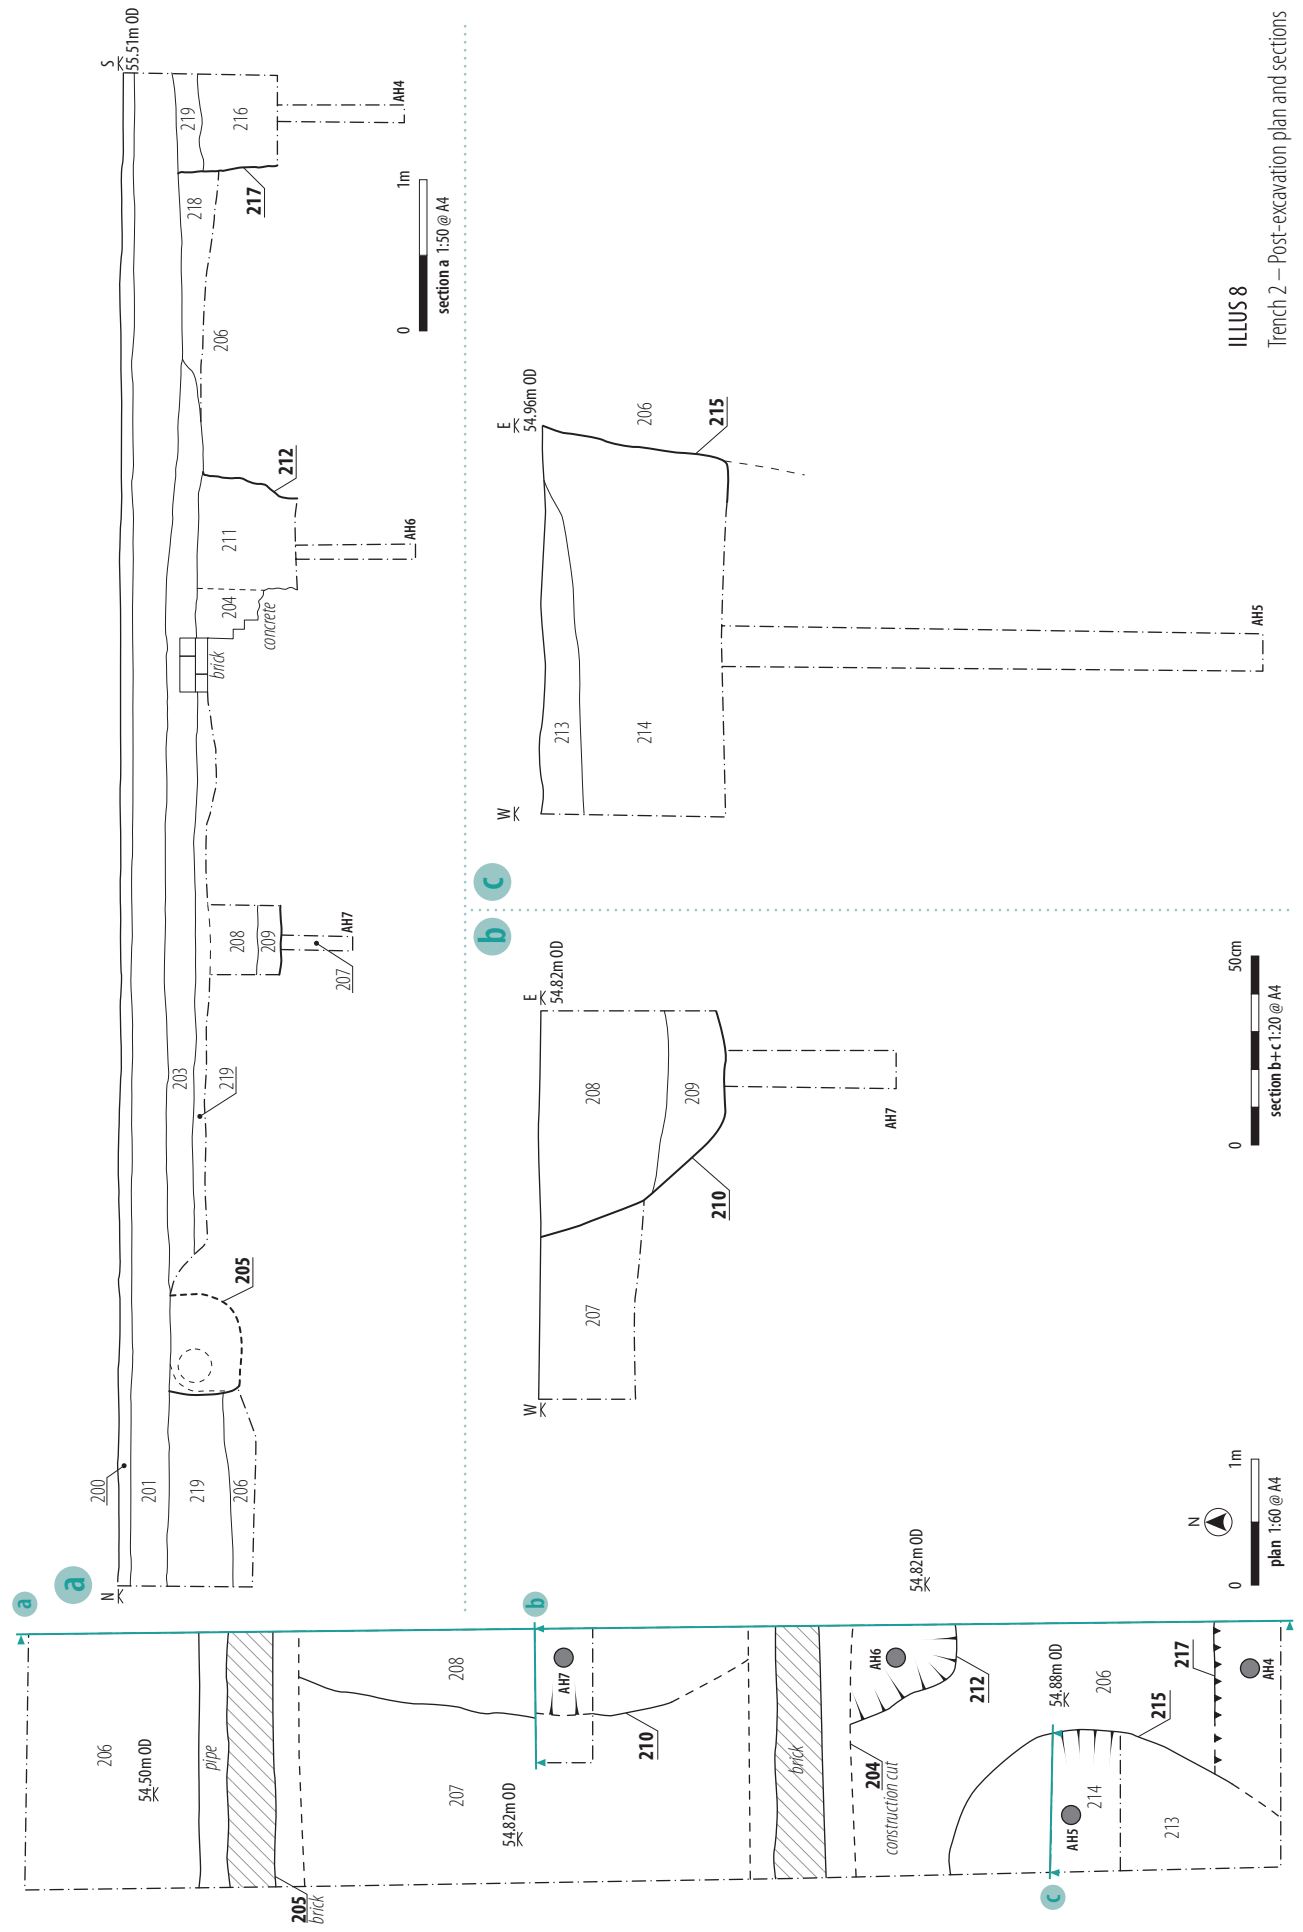 a
N
S
55.51m OD
200
201
219
206
205
203
219
208
209
207
AH7
brick
204
concrete
211
212
AH6
206
218
217
219
216
AH4
0
1m
section a 1:50 @ A4
b
W
E
54.82m OD
207
208
209
210
AH7
0
50cm
section b + c 1:20 @ A4
c
W
E
54.96m OD
213
214
206
215
AH5
a
206
54.50m OD
pipe
205
brick
207
54.82m OD
208
b
AH7
210
brick
204
construction cut
AH6
212
54.82m OD
54.88m OD
206
c
AH5
214
213
215
217
AH4
N
0
1m
plan 1:60 @ A4
ILLUS 8
Trench 2 – Post-excavation plan and sections